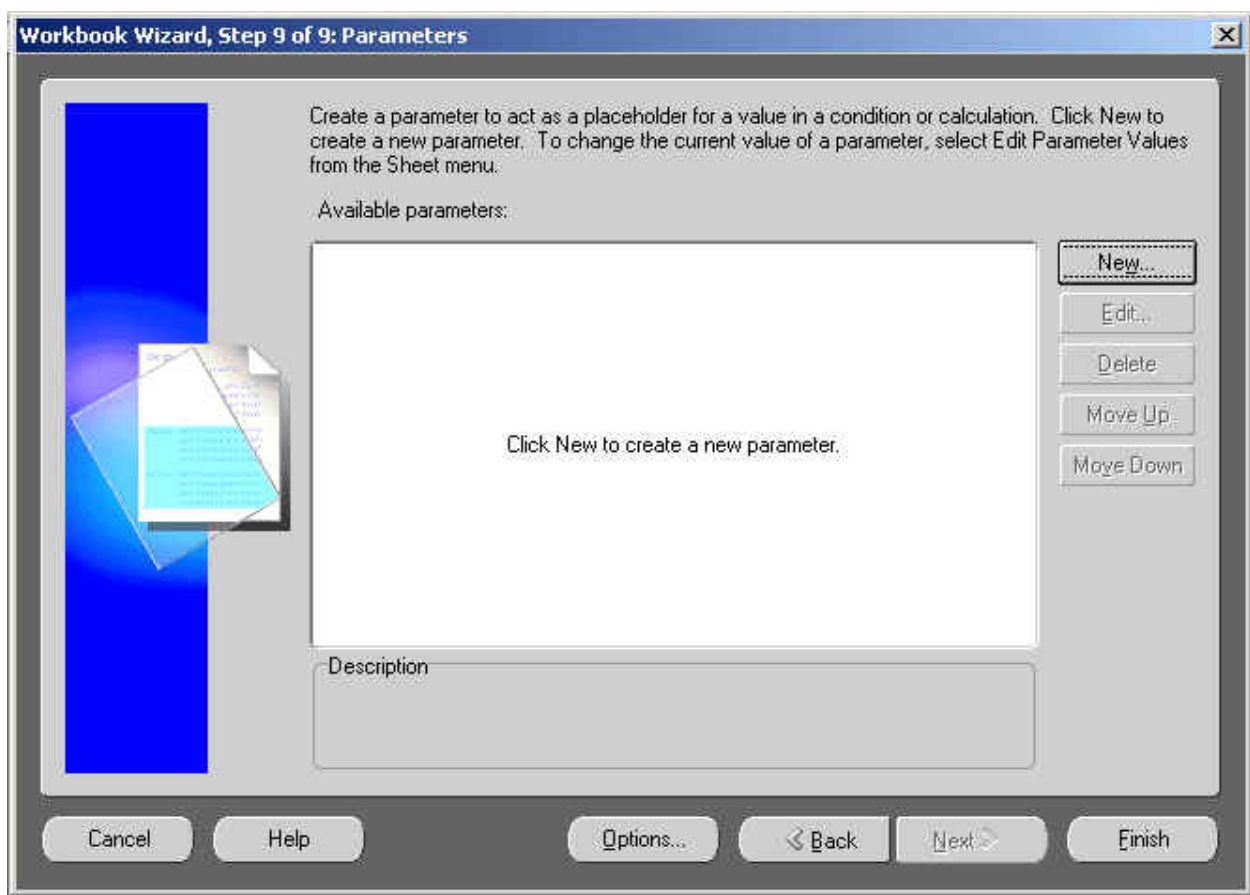 Workbook Wizard, Step 9 of 9: Parameters
Create a parameter to act as a placeholder for a value in a condition or calculation. Click New to
create a new parameter. To change the current value of a parameter, select Edit Parameter Values
from the Sheet menu.
Available parameters:
New...
Edit...
Delete
Move Up
Move Down
Click New to create a new parameter.
Description
Cancel
Help
Options...
Back
Next
Finish